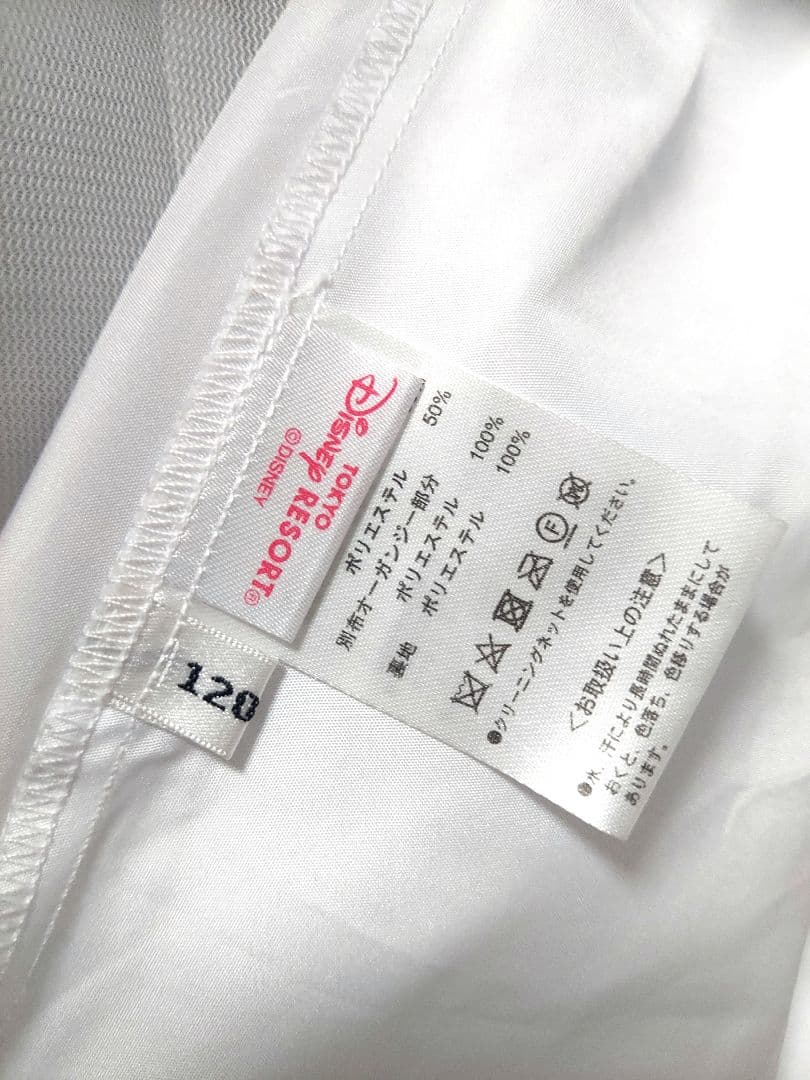 Disney
TOKYO
DISNEY RESORT®
©DISNEY
120
ポリエステル 50%
別布オーガンジー部分
ポリエステル 100%
裏地 ポリエステル 100%
F
●クリーニングネットを使用してください。
〈お取扱い上の注意〉
●水、汗により長時間ぬれたままにして
おくと、色落ち、色移りする場合が
あります。